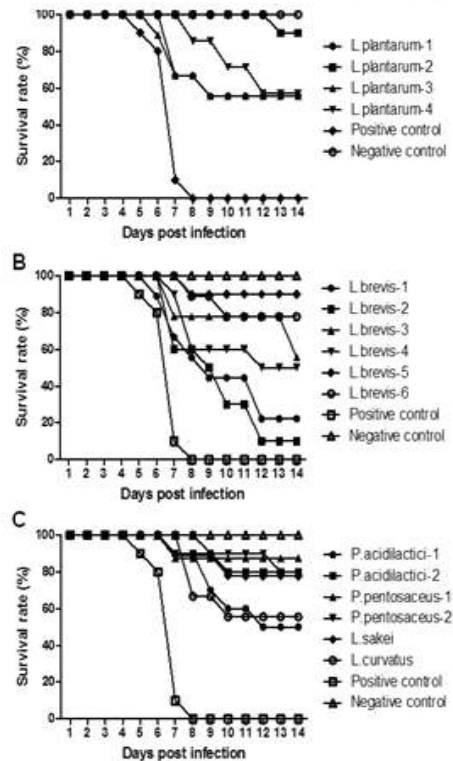 Survival rate (%)
100
80
60
40
20
0
1 2 3 4 5 6 7 8 9 10 11 12 13 14
Days post infection
L.plantarum-1
L.plantarum-2
L.plantarum-3
L.plantarum-4
Positive control
Negative control
B
Survival rate (%)
100
80
60
40
20
0
1 2 3 4 5 6 7 8 9 10 11 12 13 14
Days post infection
L.brevis-1
L.brevis-2
L.brevis-3
L.brevis-4
L.brevis-5
L.brevis-6
Positive control
Negative control
C
Survival rate (%)
100
80
60
40
20
0
1 2 3 4 5 6 7 8 9 10 11 12 13 14
Days post infection
P.acidilactici-1
P.acidilactici-2
P.pentosaceus-1
P.pentosaceus-2
L.sakei
L.curvatus
Positive control
Negative control